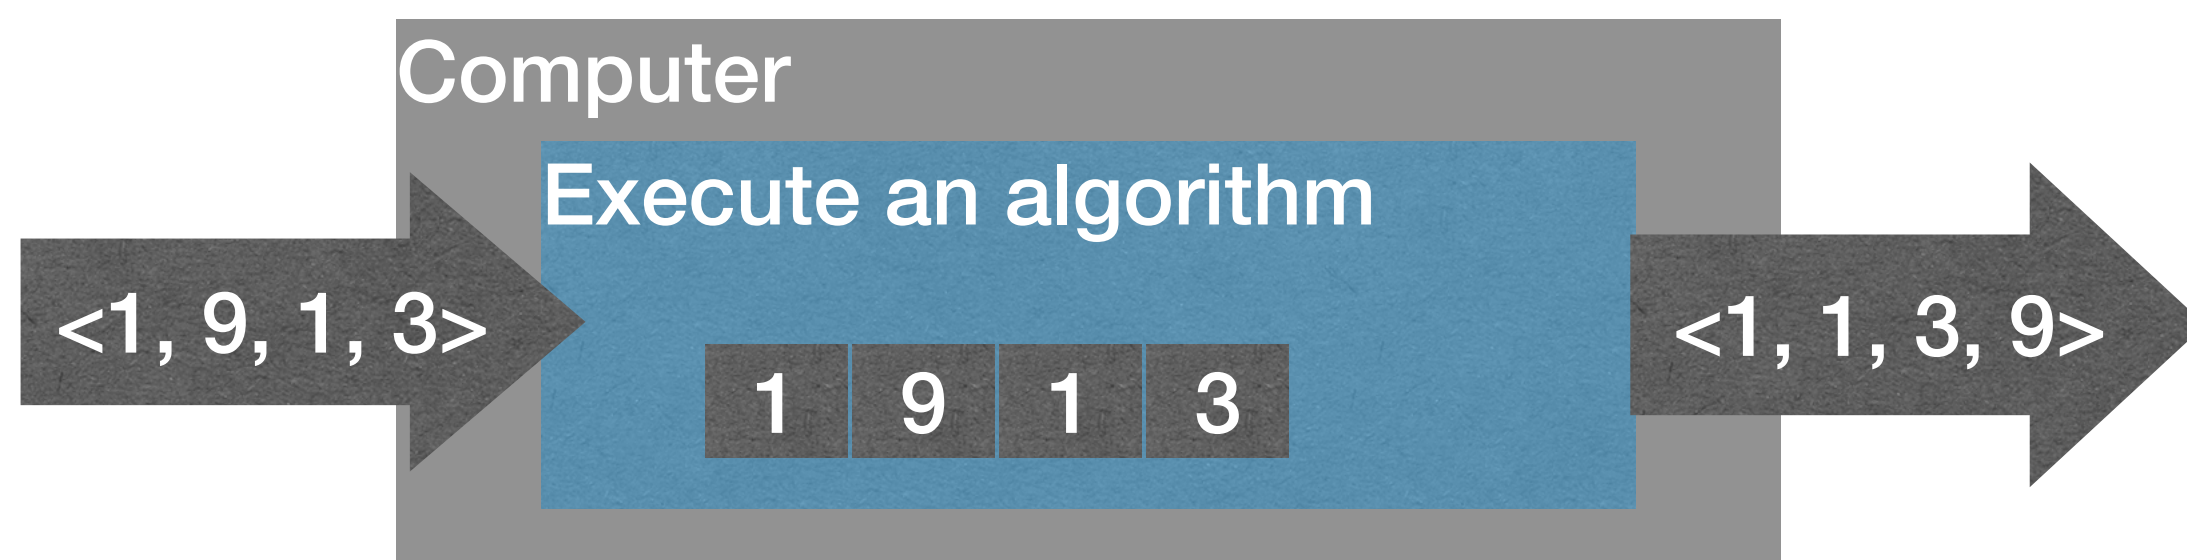 Computer
Execute an algorithm
<1, 9, 1, 3>
1 9 1 3
<1, 1, 3, 9>